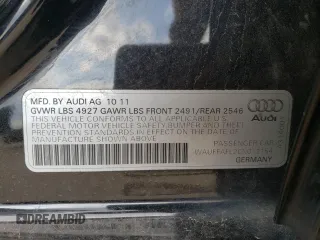 MFD. BY AUDI AG 10 11
GVWR LBS 4927 GAWR LBS FRONT 2491/REAR 2546
THIS VEHICLE CONFORMS TO ALL APPLICABLE U.S.
FEDERAL MOTOR VEHICLE SAFETY BUMPER AND THEFT
PREVENTION STANDARDS IN EFFECT ON THE DATE OF
MANUFACTURE SHOWN ABOVE
Audi
PASSENGER CAR
GERMANY
DREAMBID